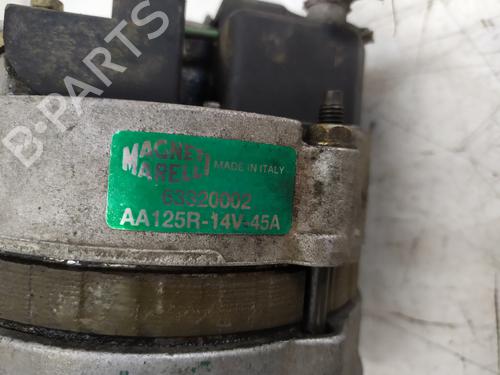 B-PARTS
MAGNETI MARELLI
MADE IN ITALY
63320002
AA125R-14V-45A